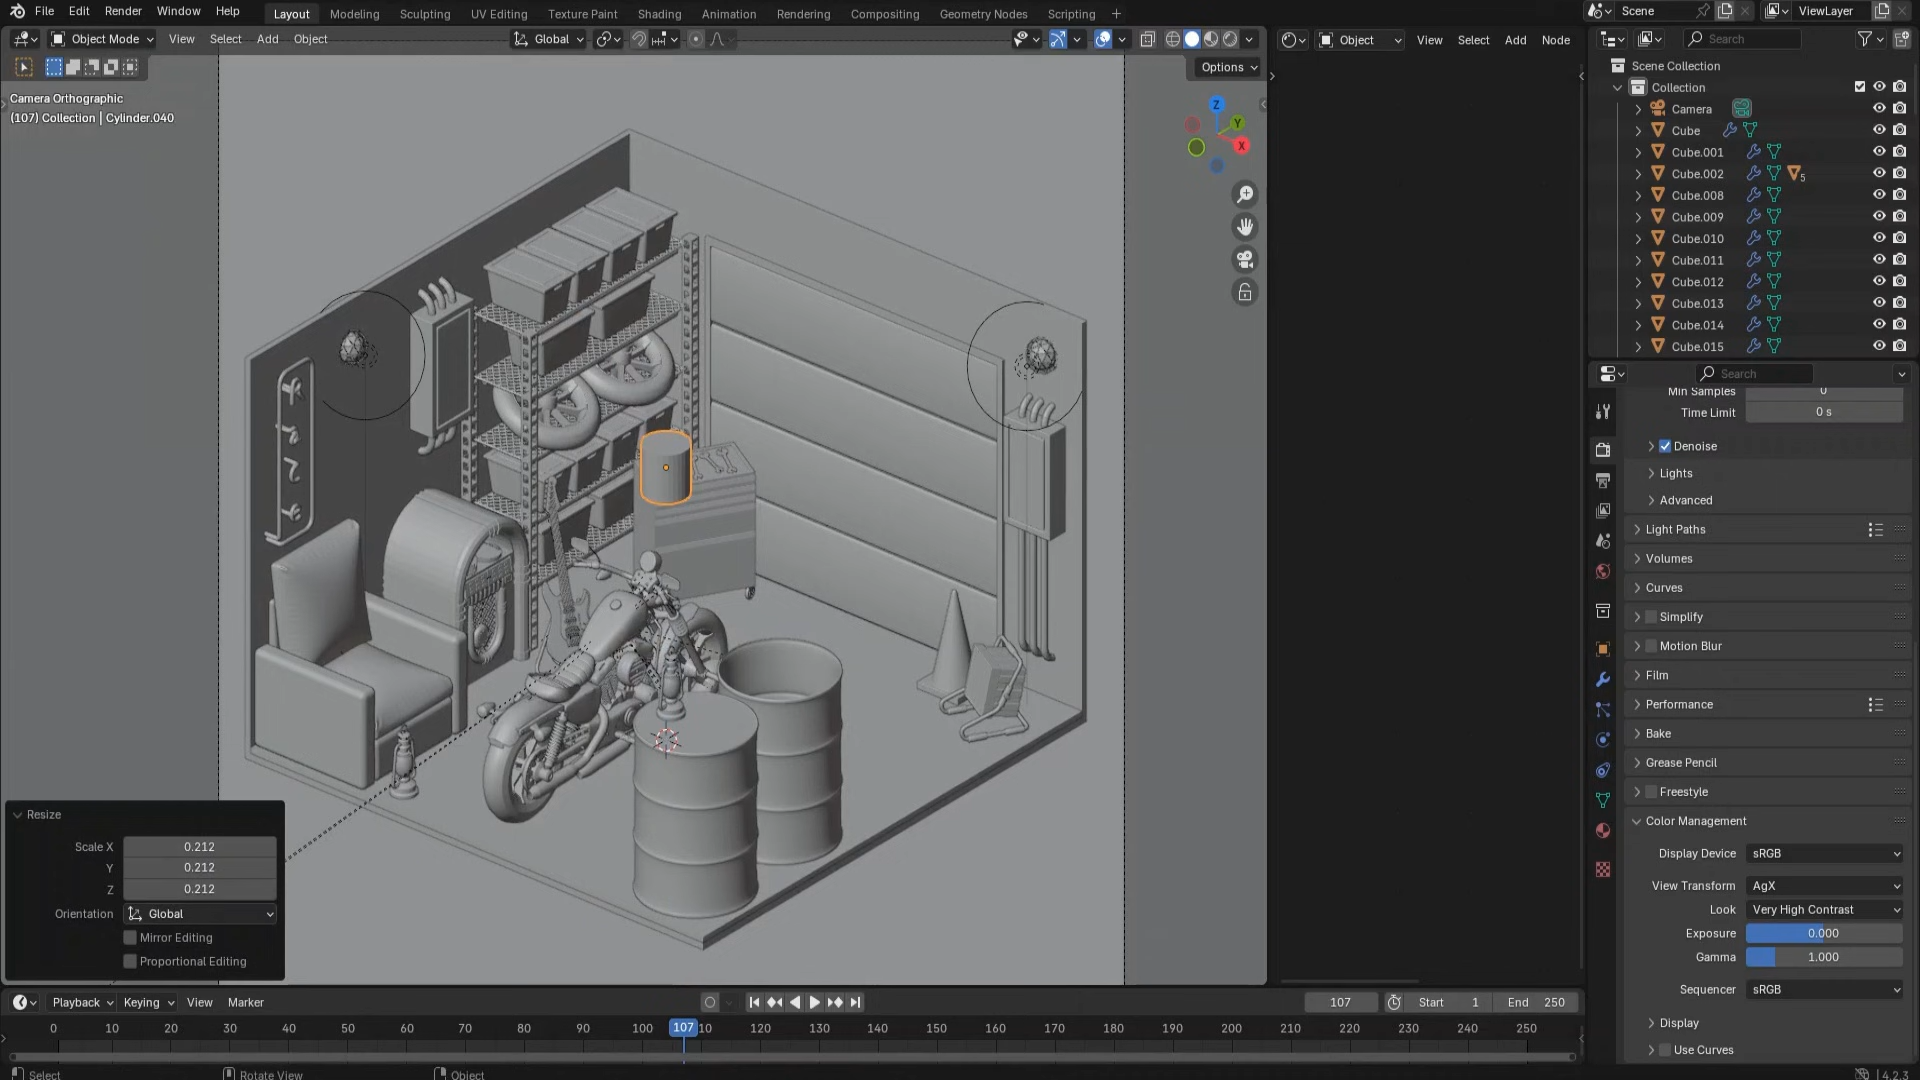 File Edit Render Window Help Layout Modeling Sculpting UV Editing Texture Paint Shading Animation Rendering Compositing Geometry Nodes Scripting + Scene ViewLayer
Object Mode View Select Add Object Global Object View Select Add Node Search
Options
Camera Orthographic
(107) Collection | Cylinder.040
Z
Y
X
Scene Collection
Collection
Camera
Cube
Cube.001
Cube.002 5
Cube.008
Cube.009
Cube.010
Cube.011
Cube.012
Cube.013
Cube.014
Cube.015
Search
Min Samples 0
Time Limit 0 s
Denoise
Lights
Advanced
Light Paths
Volumes
Curves
Simplify
Motion Blur
Film
Performance
Bake
Grease Pencil
Freestyle
Color Management
Display Device sRGB
View Transform AgX
Look Very High Contrast
Exposure 0.000
Gamma 1.000
Sequencer sRGB
Display
Use Curves
Resize
Scale X 0.212
Y 0.212
Z 0.212
Orientation Global
Mirror Editing
Proportional Editing
Playback Keying View Marker 107 Start 1 End 250
0 10 20 30 40 50 60 70 80 90 100 107 10 120 130 140 150 160 170 180 190 200 210 220 230 240 250
Select Rotate View Object 4.2.3